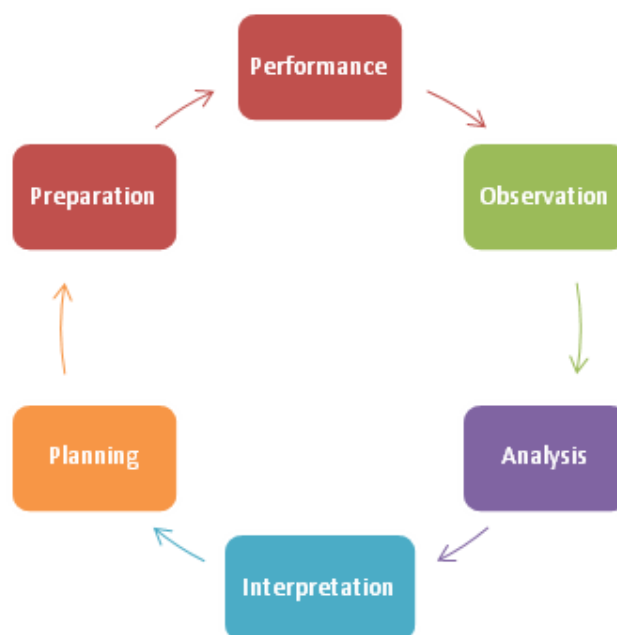 Performance
Observation
Analysis
Interpretation
Planning
Preparation